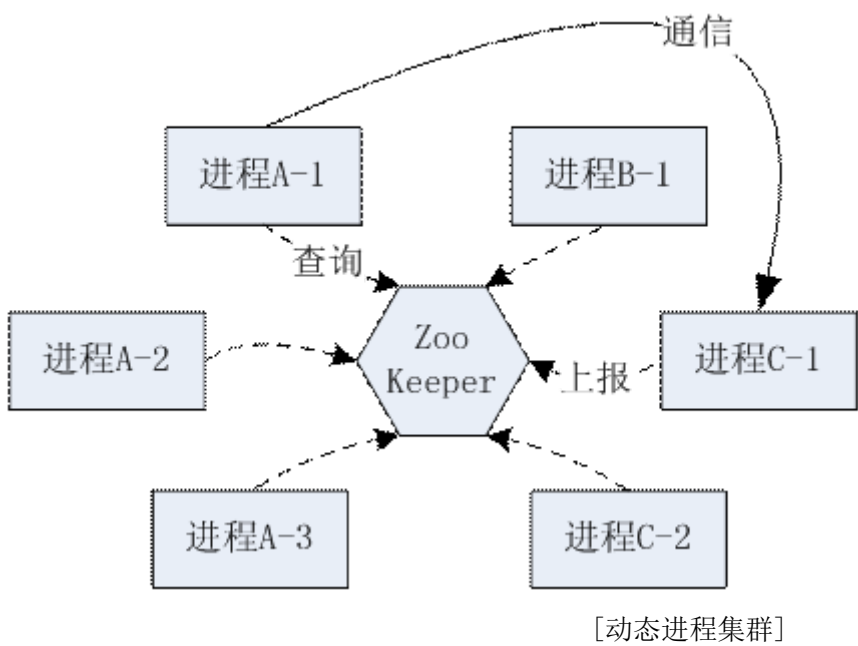 通信
进程A-1
进程B-1
查询
Zoo
Keeper
进程A-2
上报
进程C-1
进程A-3
进程C-2
[动态进程集群]